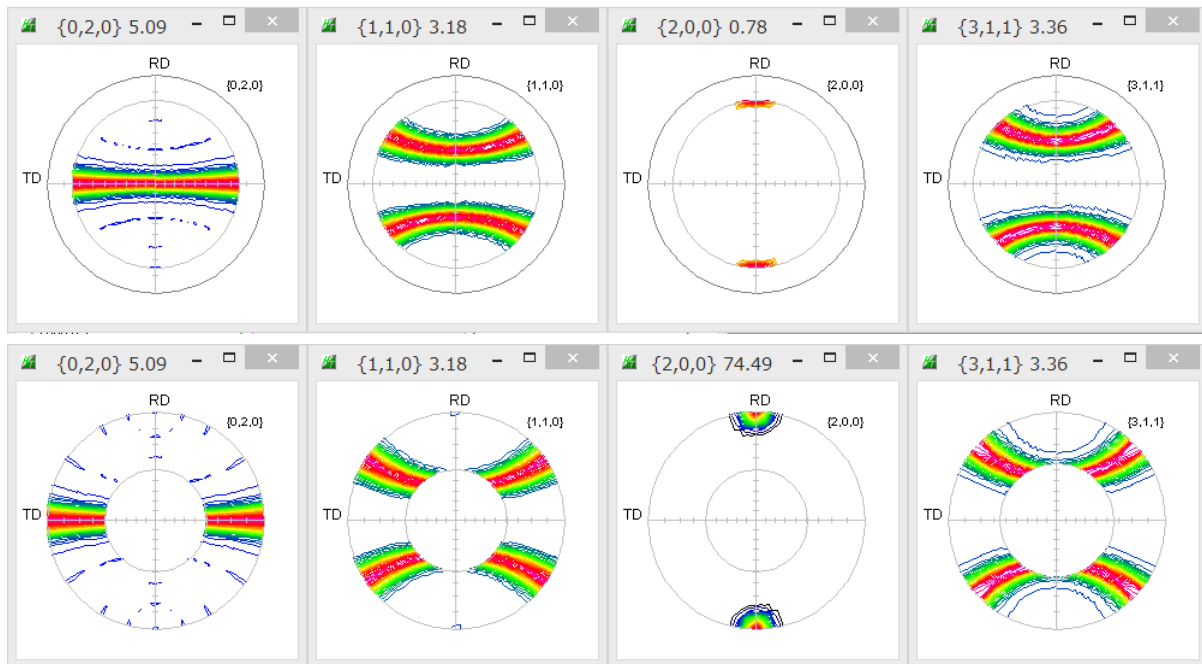 {0,2,0} 5.09
{1,1,0} 3.18
{2,0,0} 0.78
{3,1,1} 3.36
RD
{0,2,0}
TD
RD
{1,1,0}
TD
RD
{2,0,0}
TD
RD
{3,1,1}
TD
{0,2,0} 5.09
{1,1,0} 3.18
{2,0,0} 74.49
{3,1,1} 3.36
RD
{0,2,0}
TD
RD
{1,1,0}
TD
RD
{2,0,0}
TD
RD
{3,1,1}
TD